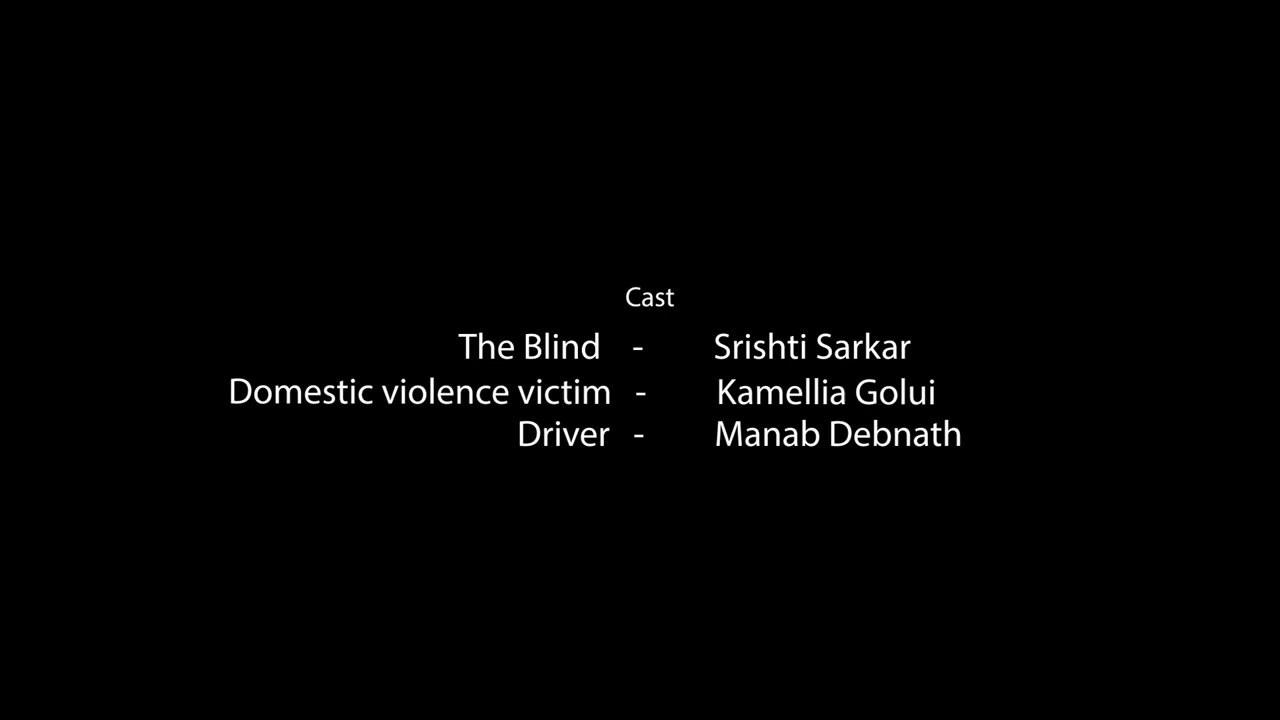 Cast
The Blind - Srishti Sarkar
Domestic violence victim - Kamellia Golui
Driver - Manab Debnath